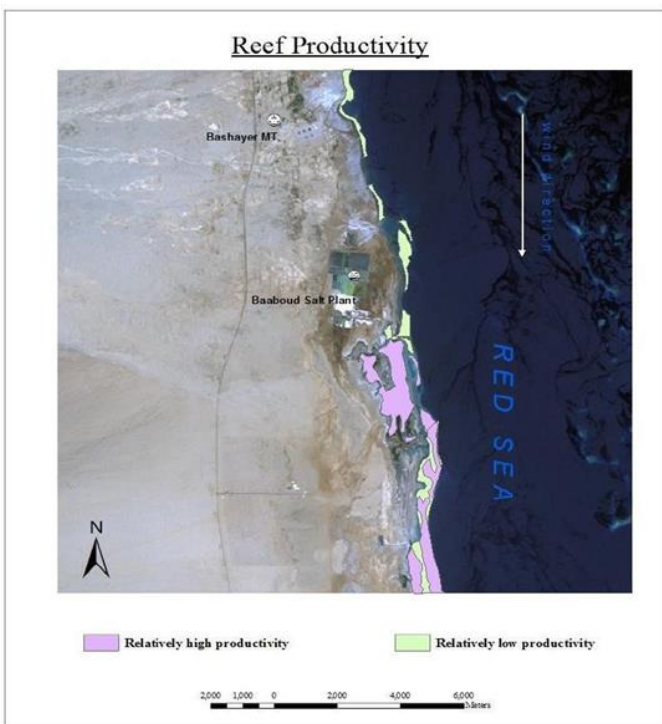 Reef Productivity
Bashayer MT.
wind diraction
Baaboud Salt Plant
RED SEA
N
Relatively high productivity
Relatively low productivity
2,000 1,000 0 2,000 4,000 6,000
Meters